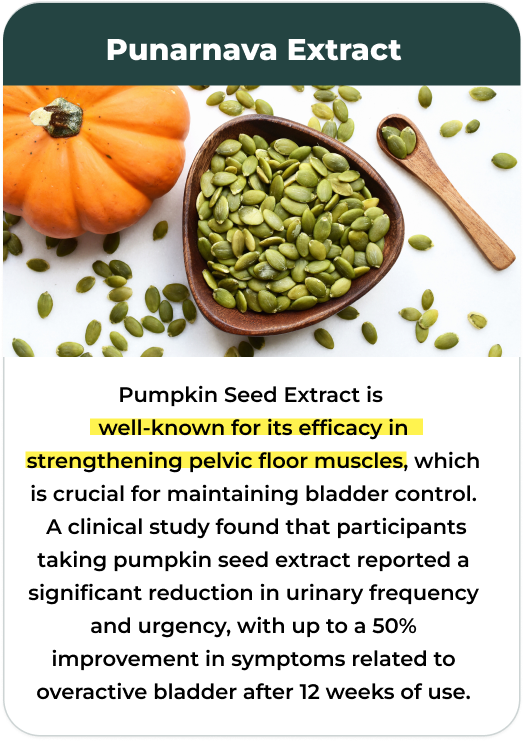 Punarnava Extract
Pumpkin Seed Extract is
well-known for its efficacy in
strengthening pelvic floor muscles, which
is crucial for maintaining bladder control.
A clinical study found that participants
taking pumpkin seed extract reported a
significant reduction in urinary frequency
and urgency, with up to a 50%
improvement in symptoms related to
overactive bladder after 12 weeks of use.